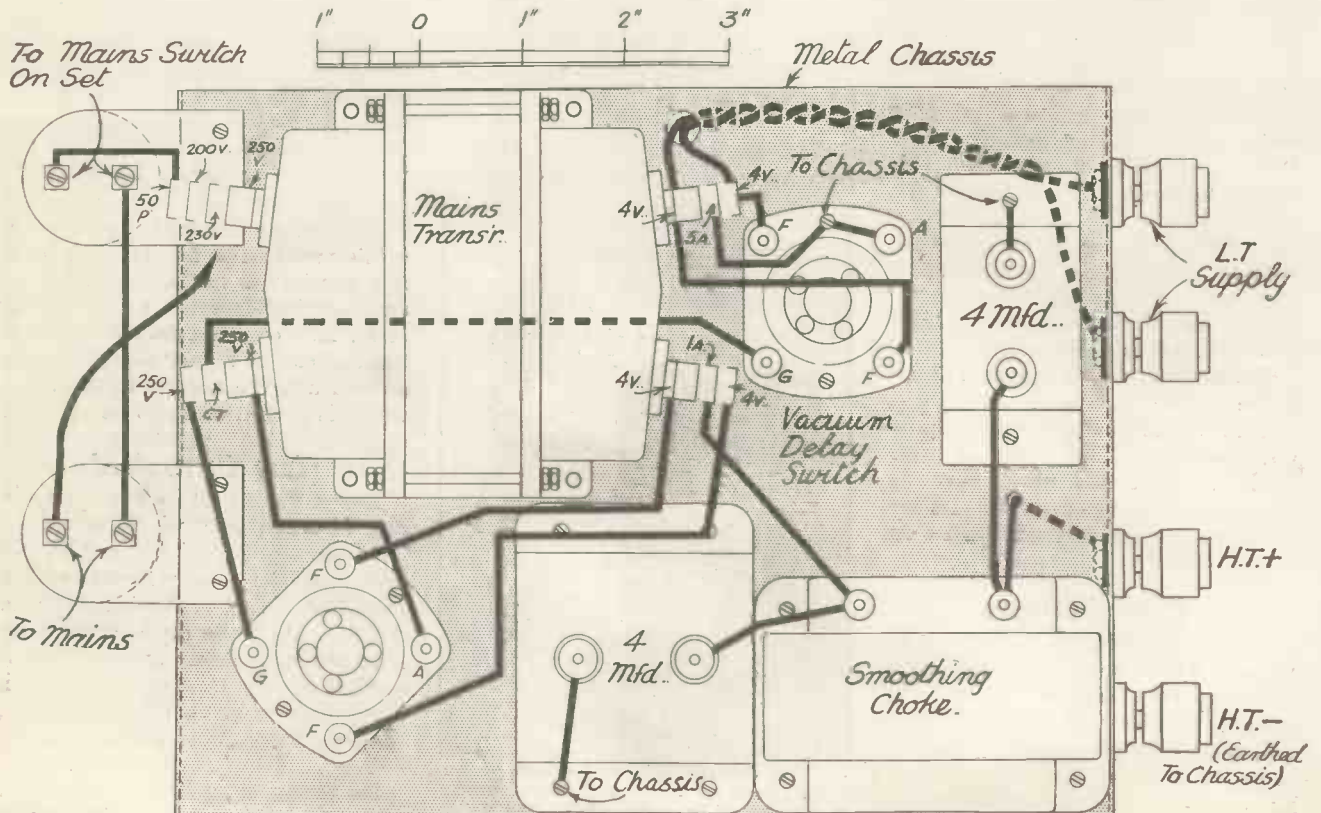 1" 0 1" 2" 3"
To Mains Switch
On Set
Metal Chassis
200V.
250
V
50
P
230V
Mains
Trans'r.
4V..
5A
4V.
To Chassis
F
A
G
F
L.T
Supply
4 Mfd..
250
V
250
V
CT
4V..
1A.
4V..
Vacuum
Delay
Switch
To Mains
F
G
A
F
4
Mfd..
To Chassis
Smoothing
Choke.
H.T.+
H.T.–
(Earthed
To Chassis)